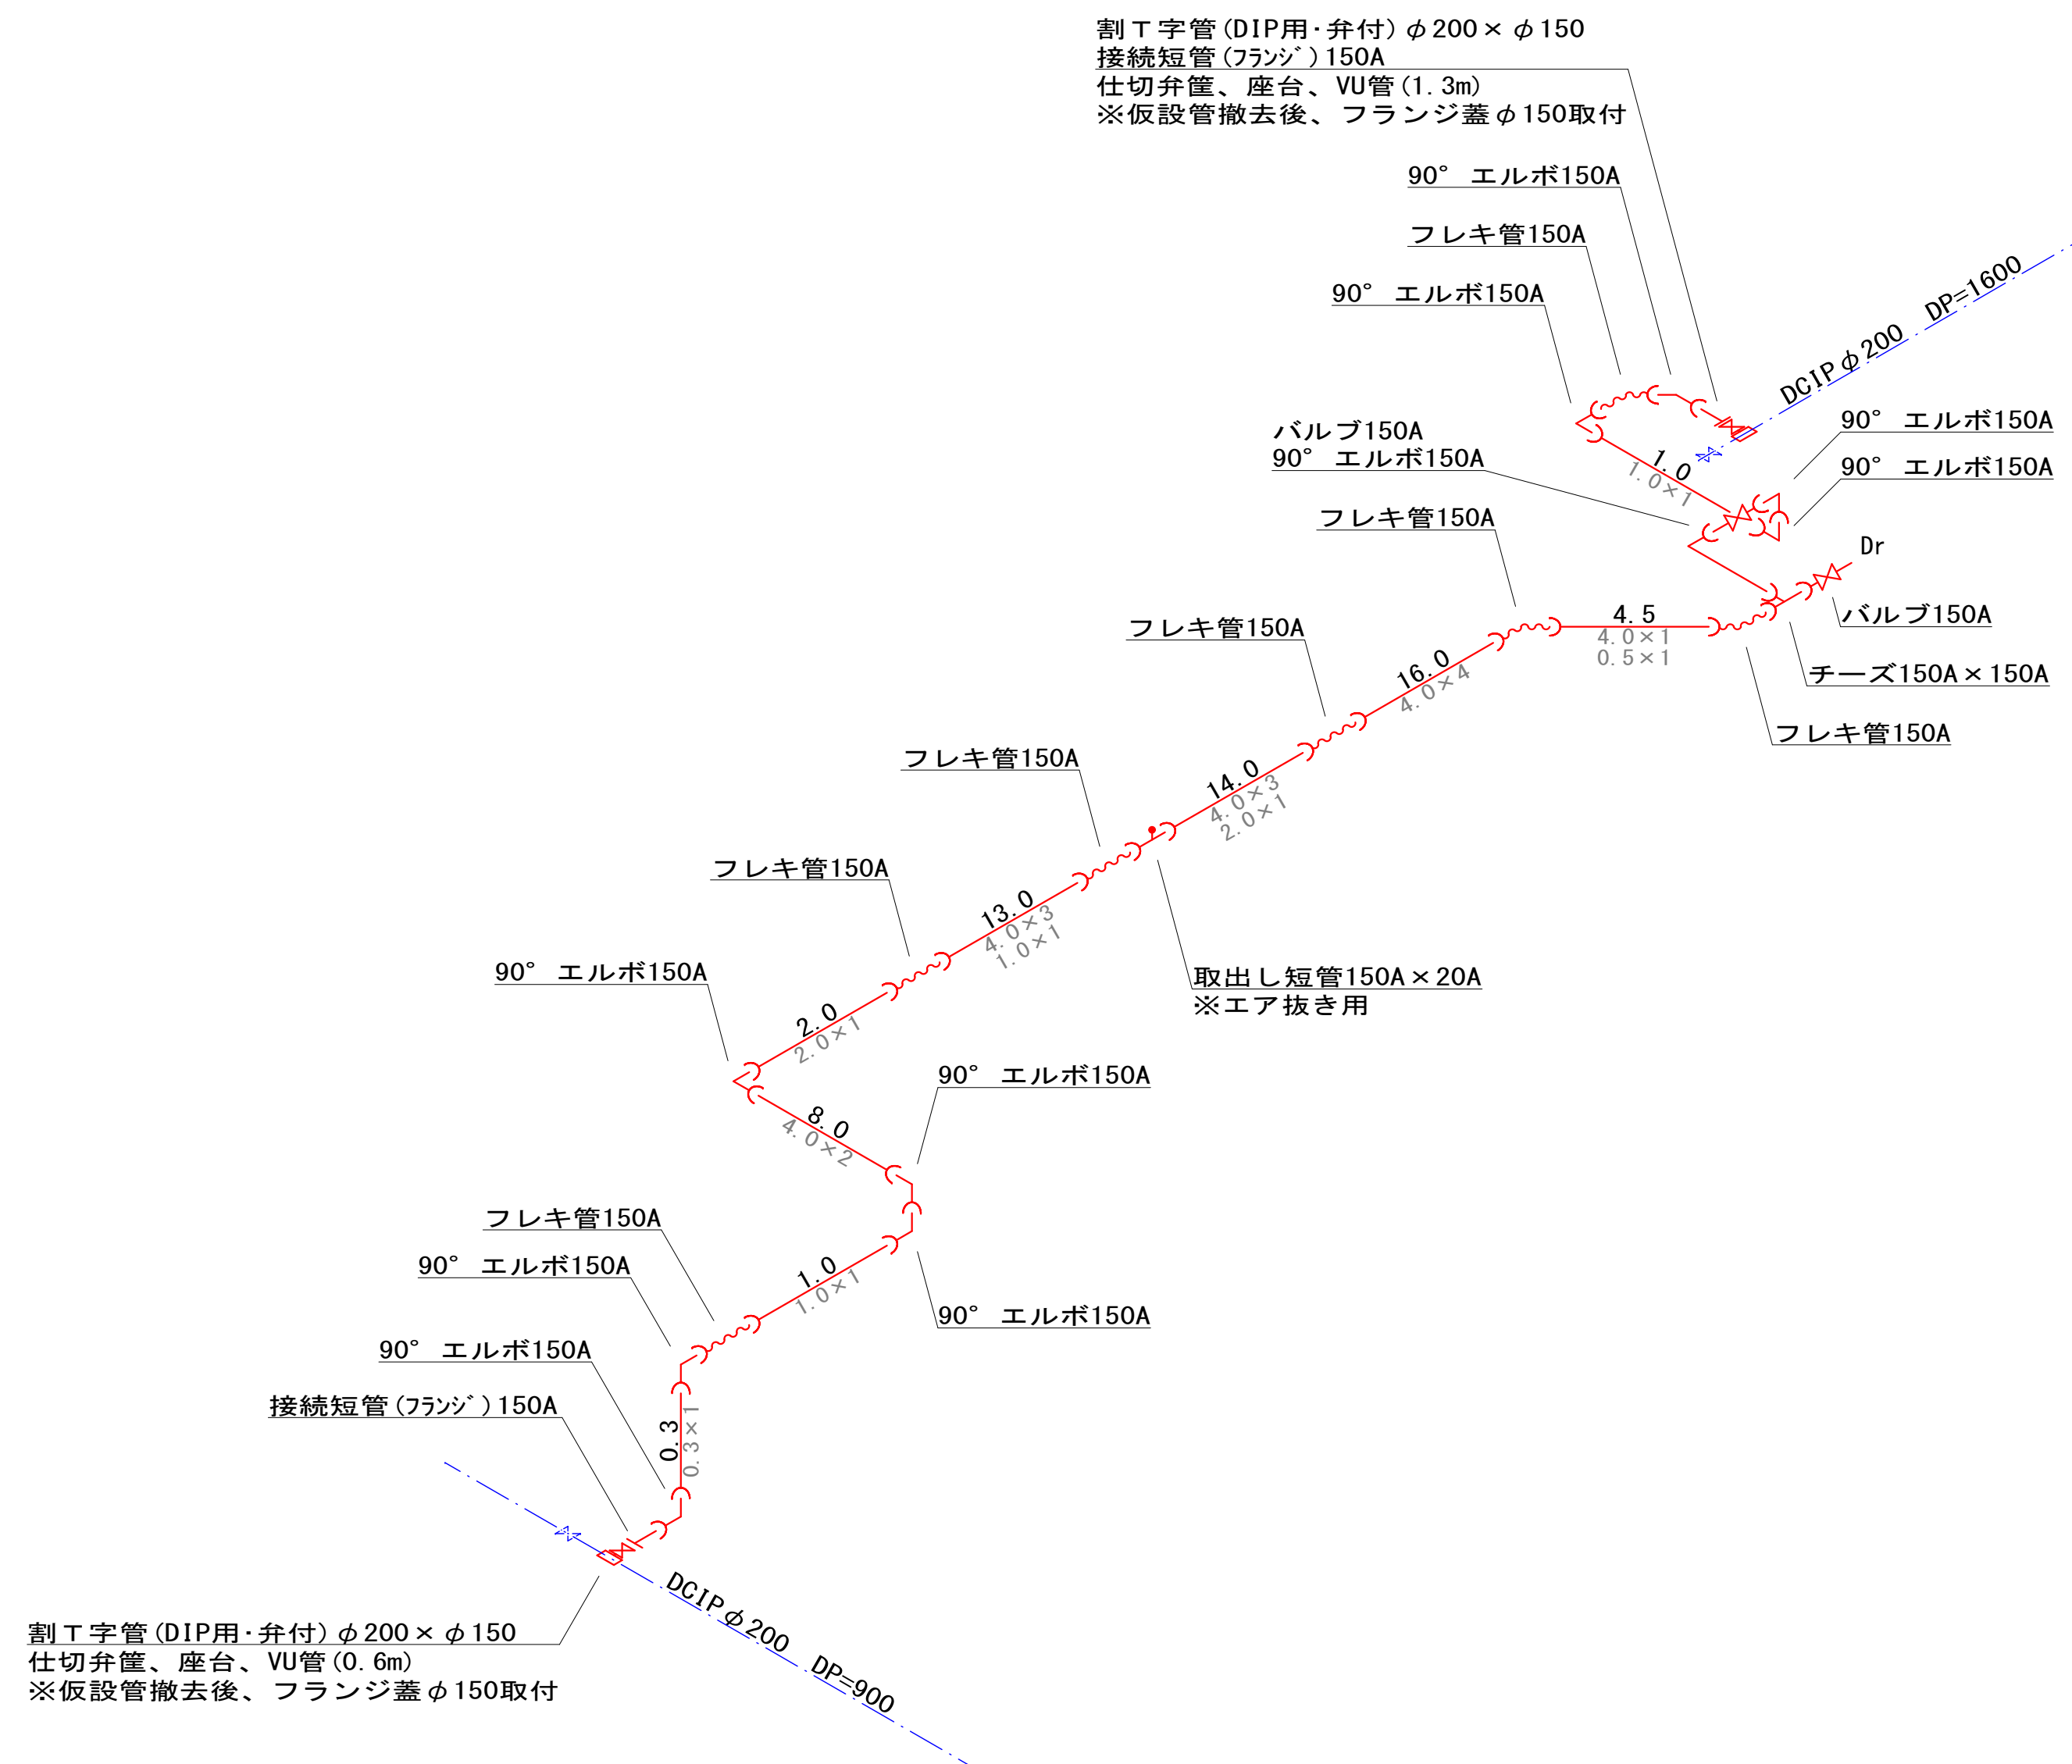 割Ｔ字管(DIP用･弁付)φ200×φ150
接続短管(ﾌﾗﾝｼﾞ)150A
仕切弁筐、座台、VU管(1.3m)
※仮設管撤去後、フランジ蓋φ150取付
90°エルボ150A
フレキ管150A
90°エルボ150A
DCIPφ200 DP=1600
バルブ150A
90°エルボ150A
90°エルボ150A
90°エルボ150A
1.0
1.0×1
フレキ管150A
Dr
バルブ150A
4.5
4.0×1
0.5×1
チーズ150A×150A
フレキ管150A
フレキ管150A
16.0
4.0×4
フレキ管150A
14.0
4.0×3
2.0×1
フレキ管150A
13.0
4.0×3
1.0×1
取出し短管150A×20A
※エア抜き用
90°エルボ150A
2.0
2.0×1
90°エルボ150A
8.0
4.0×2
フレキ管150A
90°エルボ150A
1.0
1.0×1
90°エルボ150A
90°エルボ150A
接続短管(ﾌﾗﾝｼﾞ)150A
0.3
0.3×1
DCIPφ200 DP=900
割Ｔ字管(DIP用･弁付)φ200×φ150
仕切弁筐、座台、VU管(0.6m)
※仮設管撤去後、フランジ蓋φ150取付